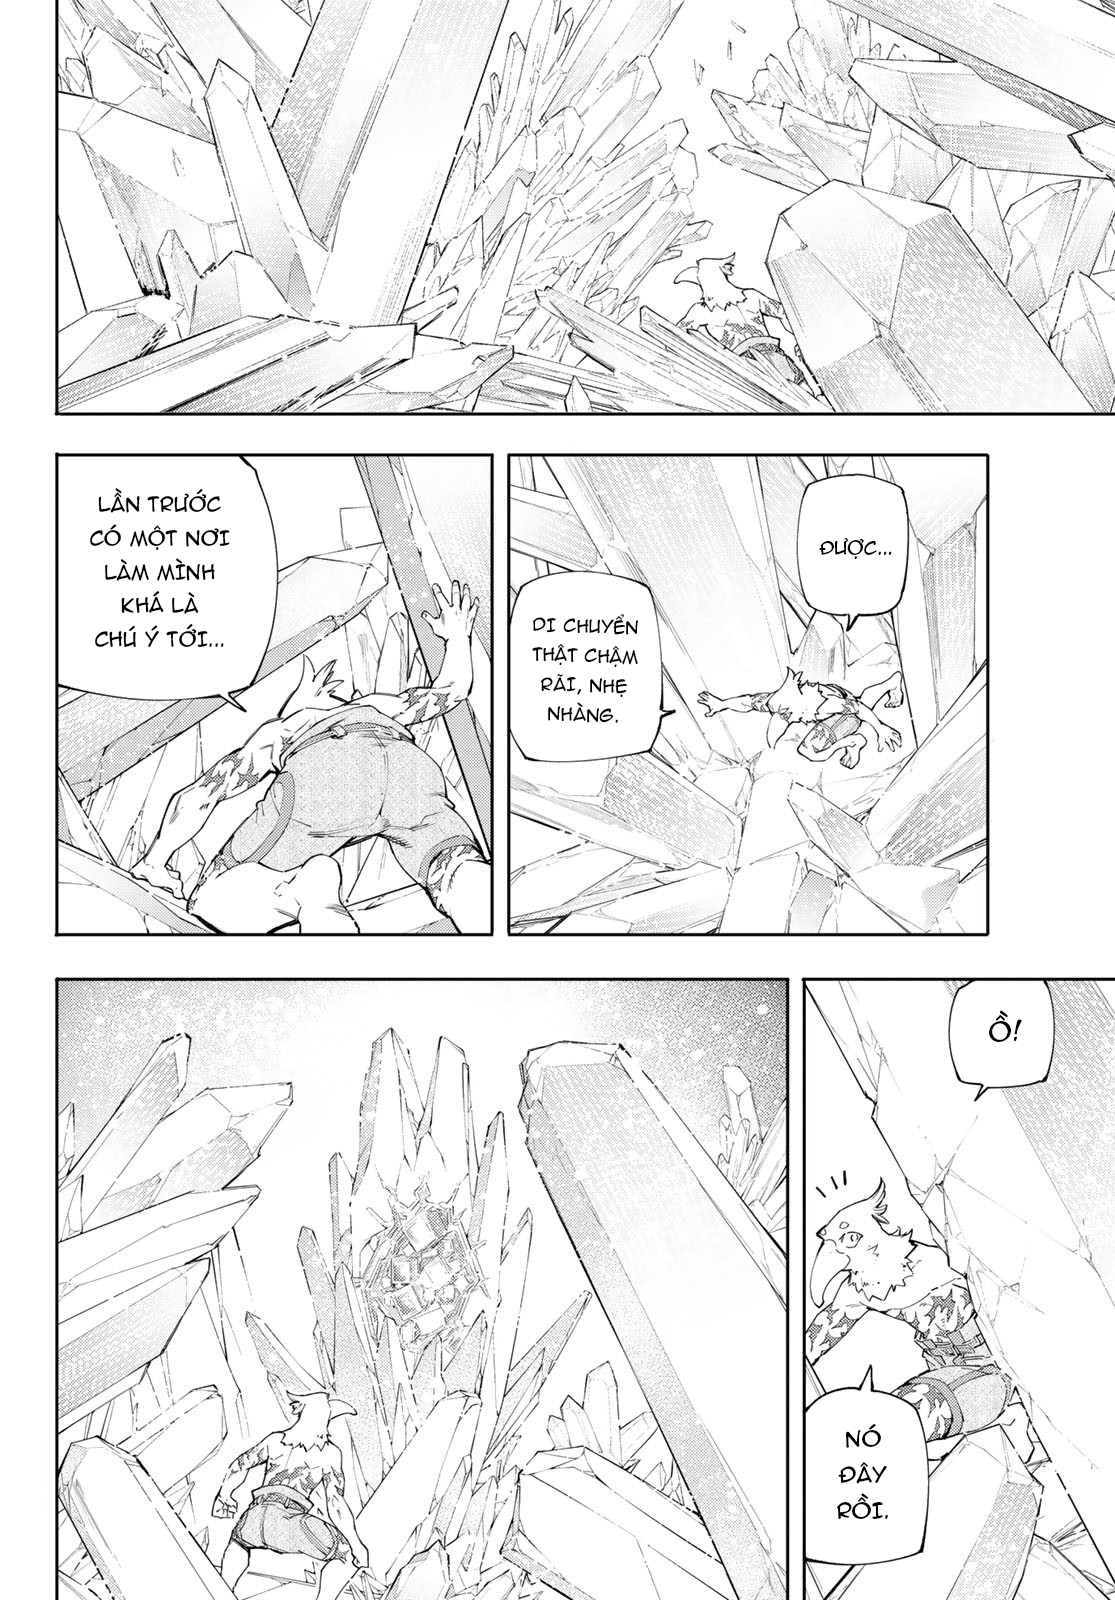 ĐƯỢC...
DI CHUYỂN
THẬT CHẬM
RÃI, NHẸ
NHÀNG.
LẦN TRƯỚC
CÓ MỘT NƠI
LÀM MÌNH
KHÁ LÀ
CHÚ Ý TỚI...
Ồ!
NÓ
ĐÂY
RỒI.